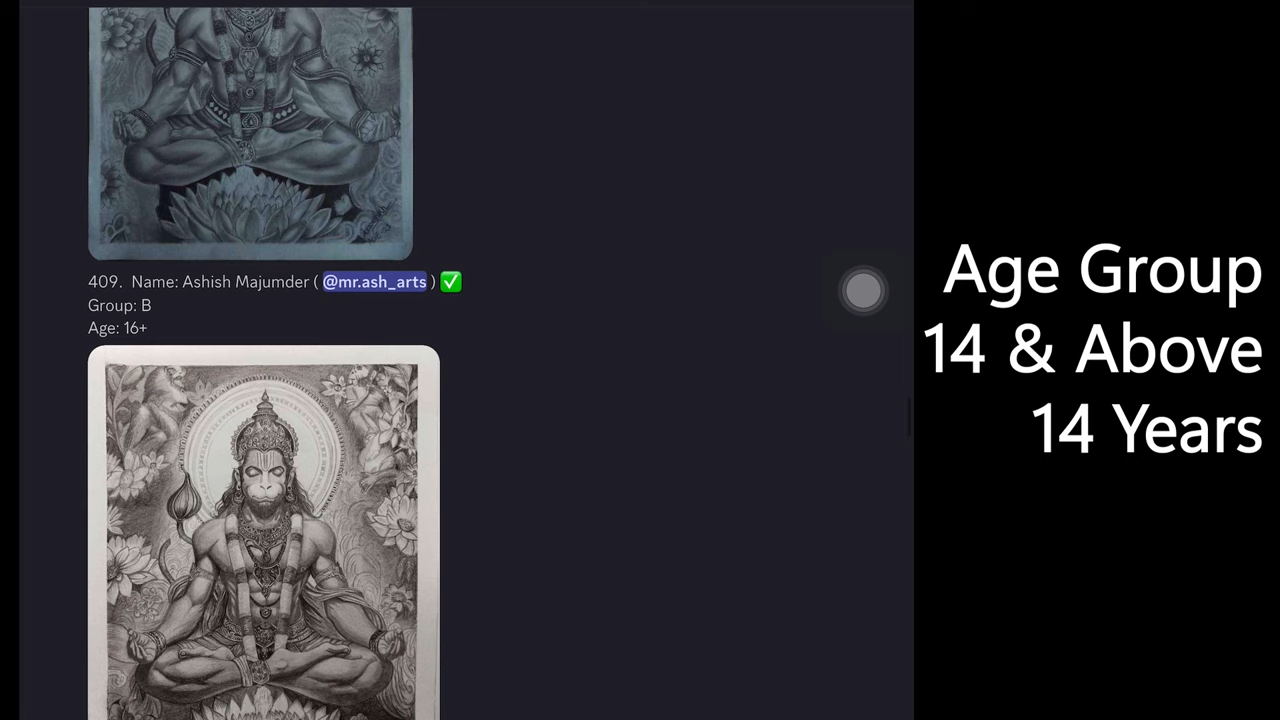 409. Name: Ashish Majumder ( @mr.ash_arts ) ✅
Group: B
Age: 16+
Age Group
14 & Above
14 Years